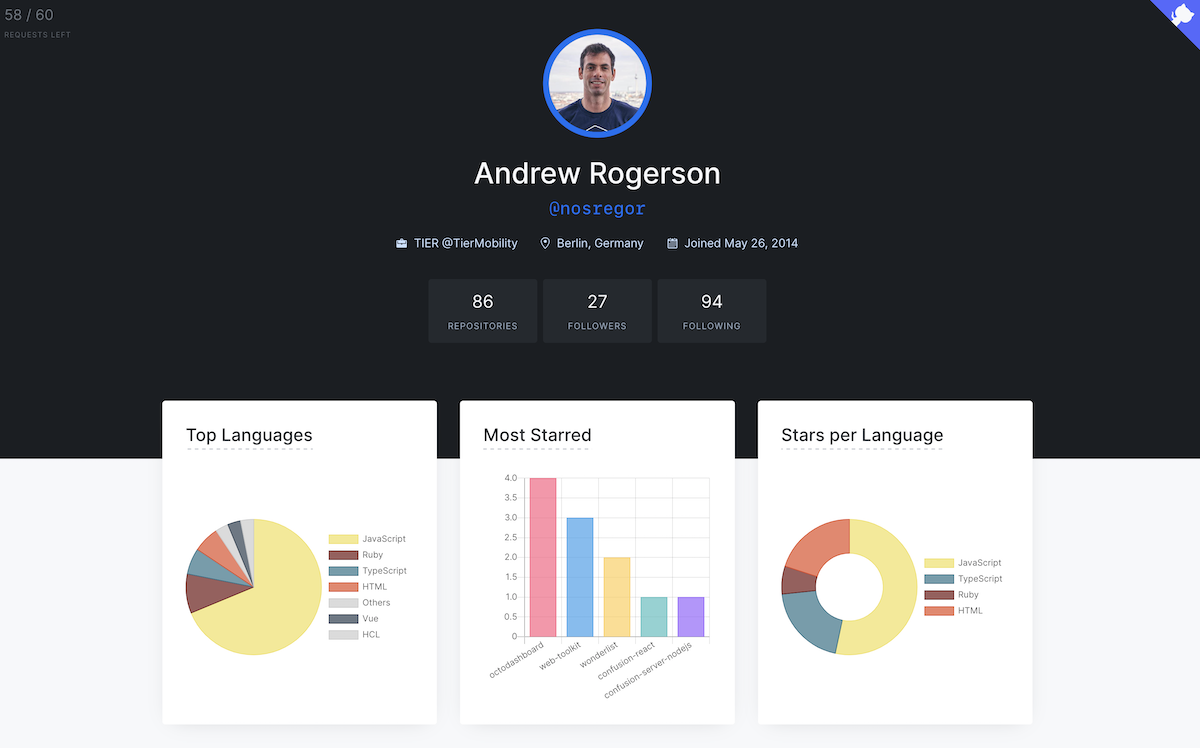 58 / 60
REQUESTS LEFT
Andrew Rogerson
@nosregor
TIER @TierMobility Berlin, Germany Joined May 26, 2014
86 27 94
REPOSITORIES FOLLOWERS FOLLOWING
Top Languages
JavaScript
Ruby
TypeScript
HTML
Others
Vue
HCL
Most Starred
4.0
3.5
3.0
2.5
2.0
1.5
1.0
0.5
0
octodashboard
web-toolkit
wonderlist
confusion-react
confusion-server-nodejs
Stars per Language
JavaScript
TypeScript
Ruby
HTML